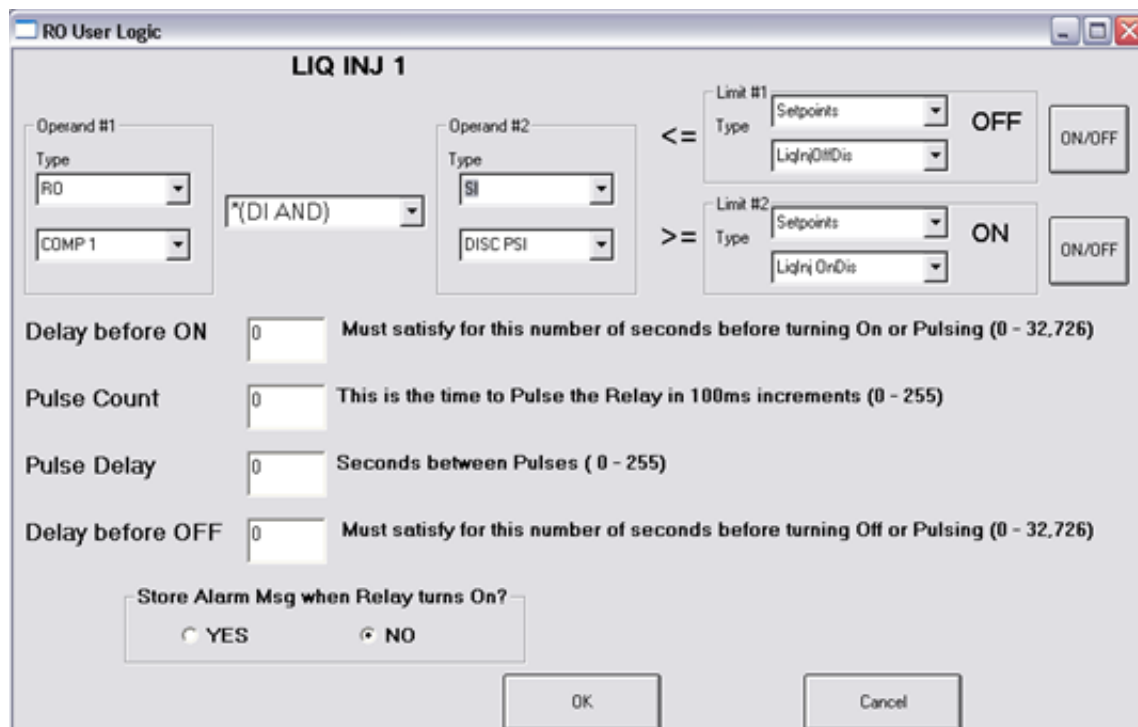 RO User Logic
LIQ INJ 1
Operand #1
Type
RO
COMP 1
*(DI AND)
Operand #2
Type
SI
DISC PSI
<=
Limit #1
Type
Setpoints
LiqInjOffDis
OFF
ON/OFF
>=
Limit #2
Type
Setpoints
LiqInj OnDis
ON
ON/OFF
Delay before ON
0
Must satisfy for this number of seconds before turning On or Pulsing (0 - 32,726)
Pulse Count
0
This is the time to Pulse the Relay in 100ms increments (0 - 255)
Pulse Delay
0
Seconds between Pulses ( 0 - 255)
Delay before OFF
0
Must satisfy for this number of seconds before turning Off or Pulsing (0 - 32,726)
Store Alarm Msg when Relay turns On?
YES
NO
OK
Cancel